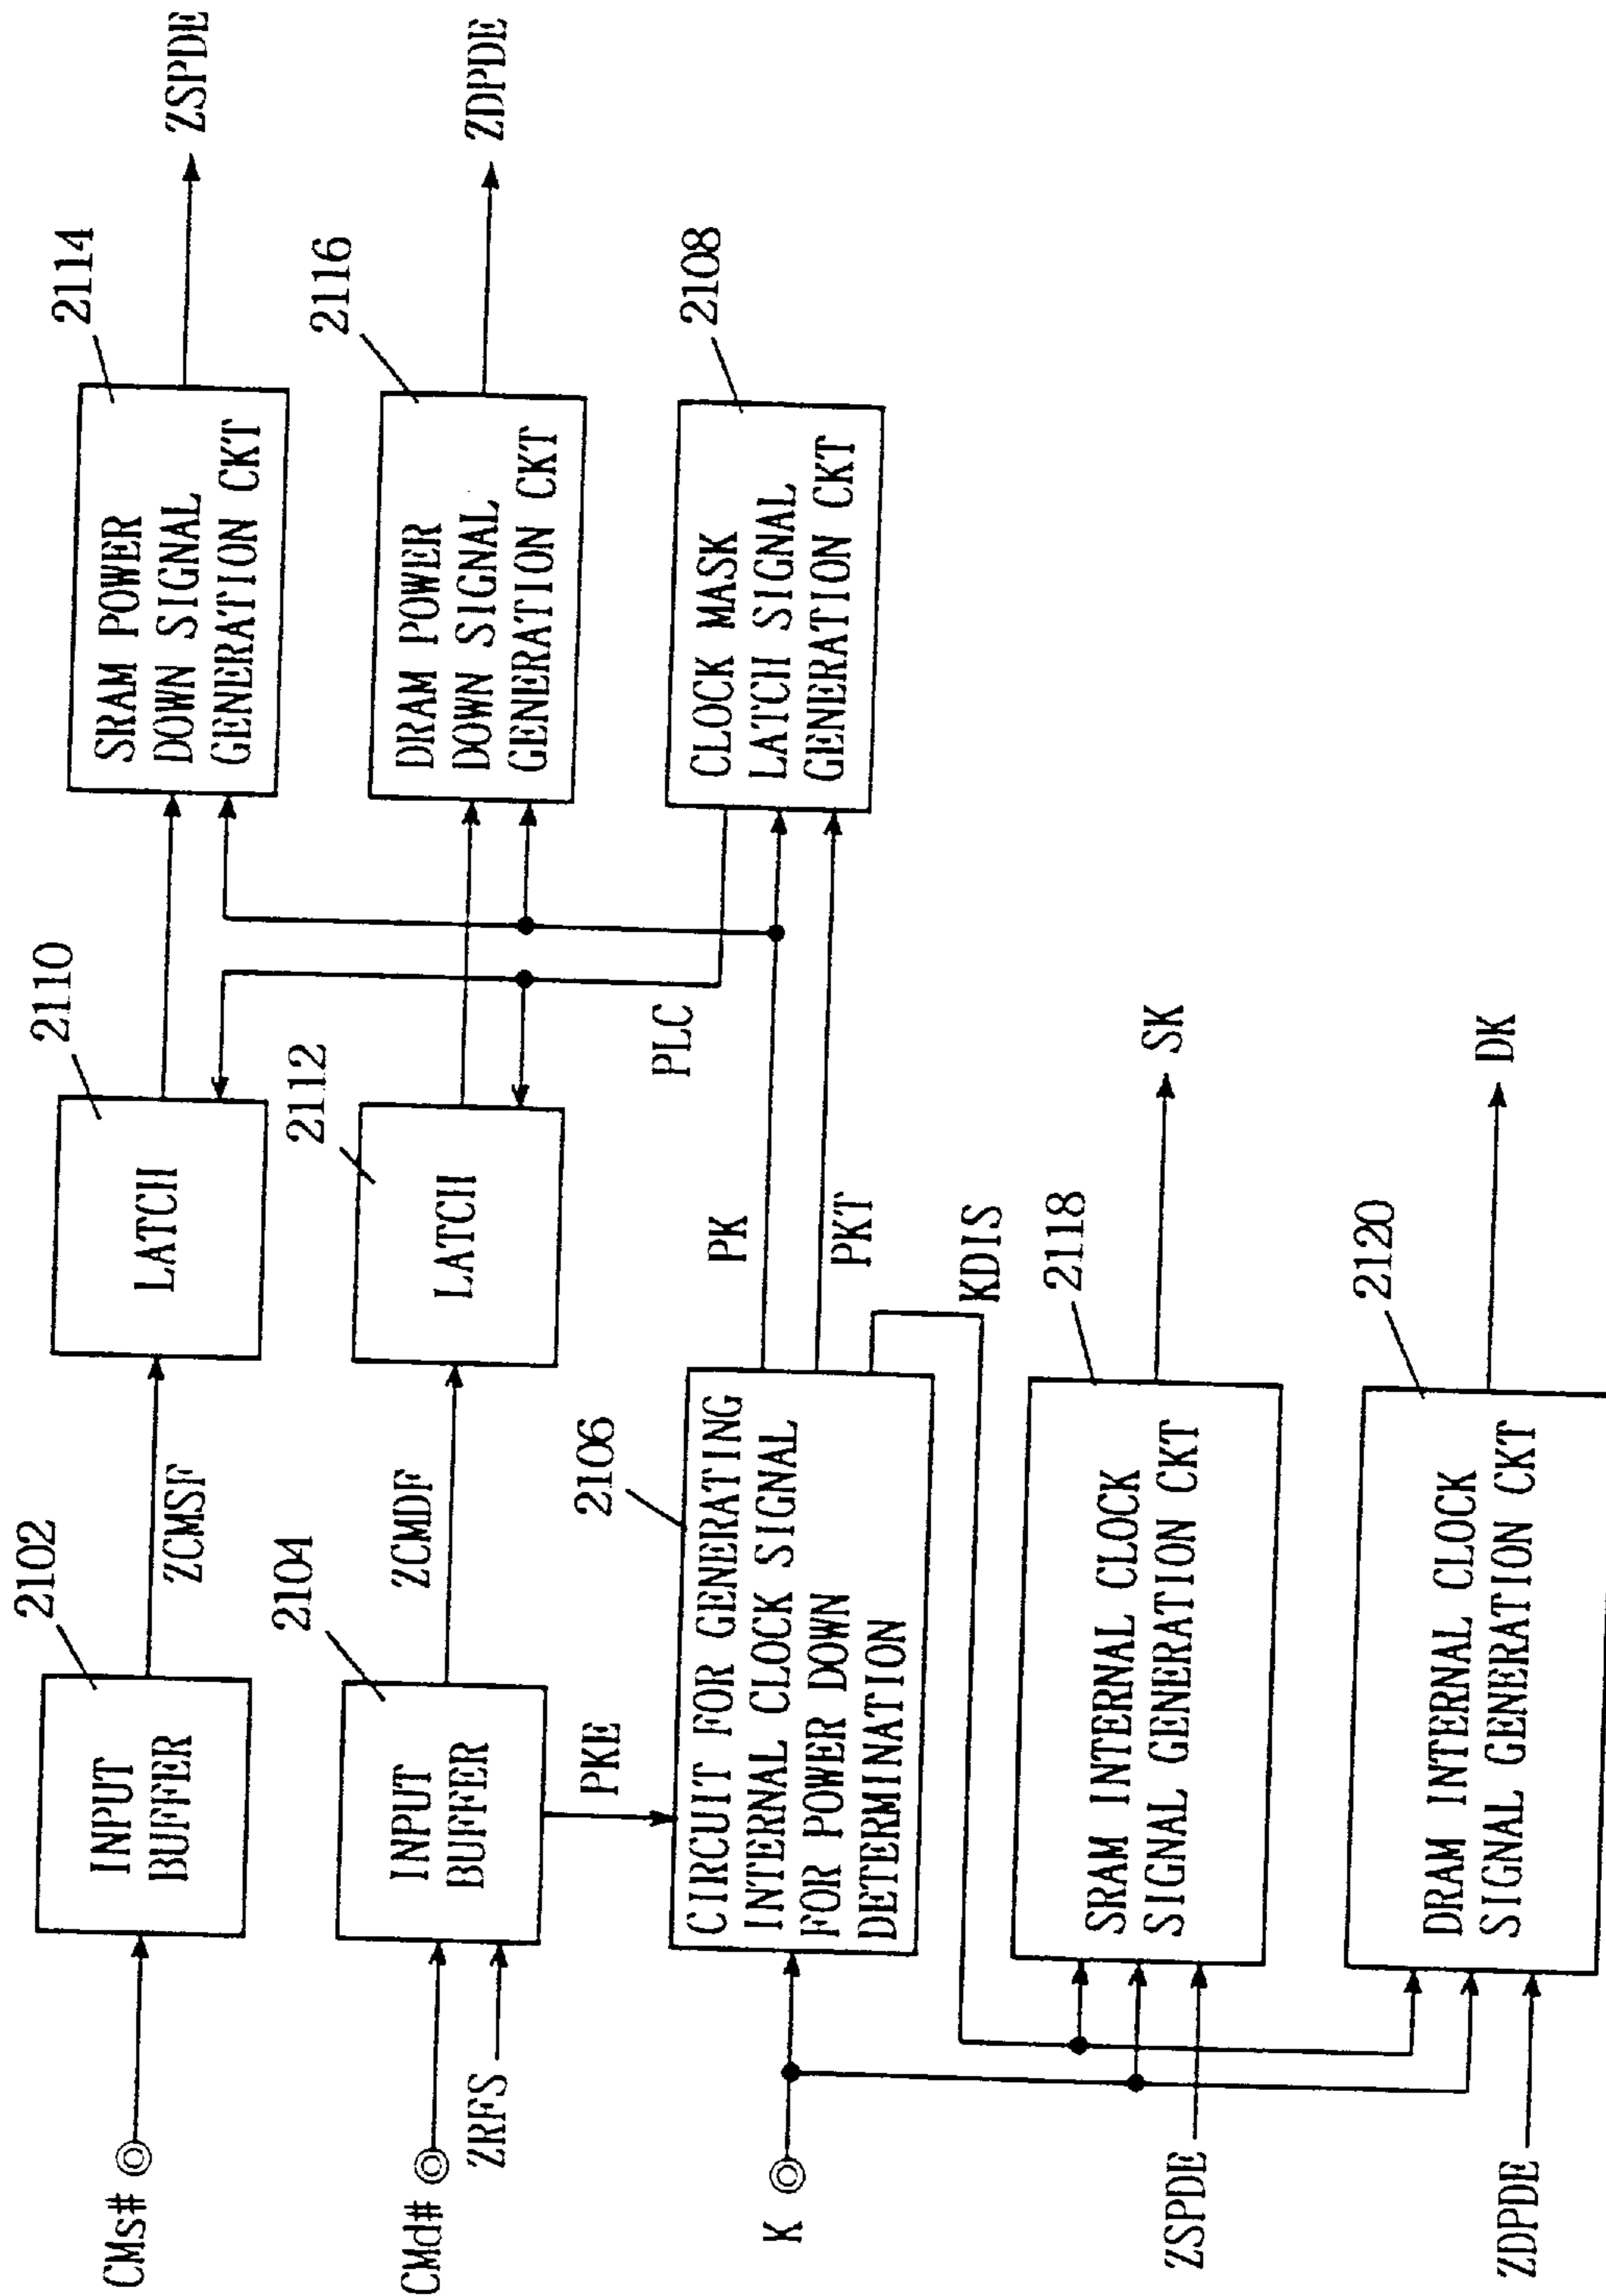 CMs#
2102
INPUT
BUFFER
ZCMSF
2110
LATCH
2114
SRAM POWER
DOWN SIGNAL
GENERATION CKT
ZSPDE
CMd#
ZRFS
2104
INPUT
BUFFER
ZCMDF
2112
LATCH
2116
DRAM POWER
DOWN SIGNAL
GENERATION CKT
ZDPDE
PKE
PLC
K
2106
CIRCUIT FOR GENERATING
INTERNAL CLOCK SIGNAL
FOR POWER DOWN
DETERMINATION
PK
PKT
KDIS
2108
CLOCK MASK
LATCH SIGNAL
GENERATION CKT
ZSPDE
2118
SRAM INTERNAL CLOCK
SIGNAL GENERATION CKT
SK
ZDPDE
2120
DRAM INTERNAL CLOCK
SIGNAL GENERATION CKT
DK